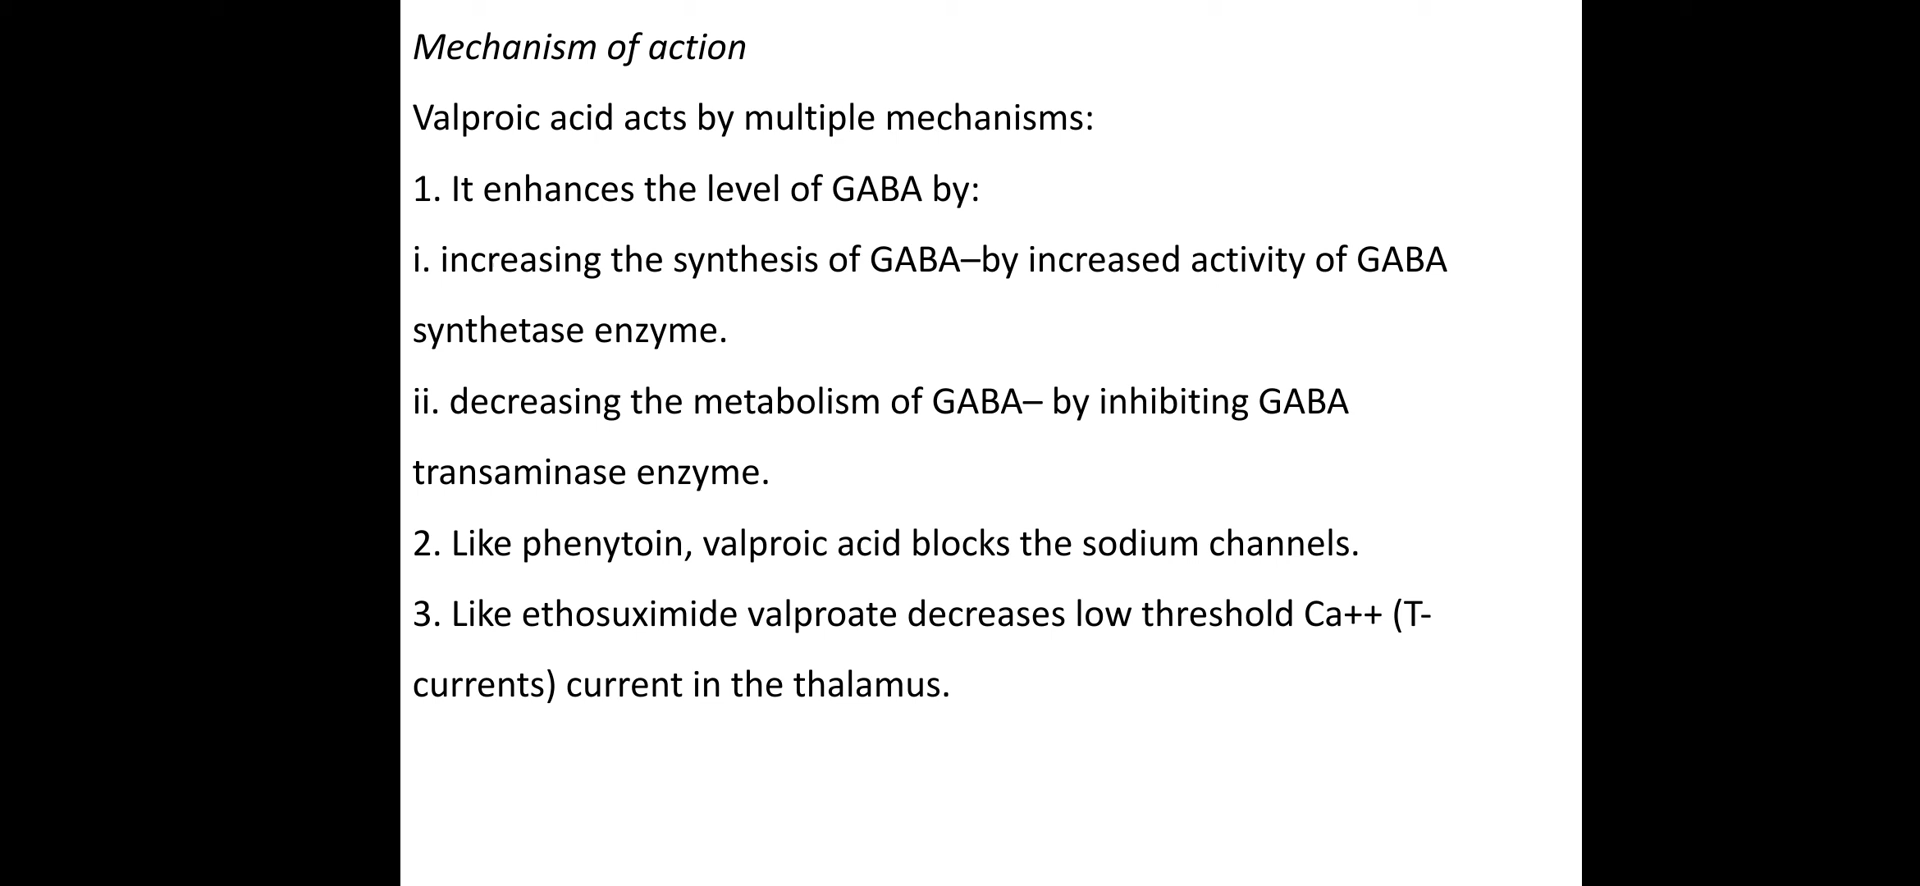 Mechanism of action
Valproic acid acts by multiple mechanisms:
1. It enhances the level of GABA by:
i. increasing the synthesis of GABA–by increased activity of GABA
synthetase enzyme.
ii. decreasing the metabolism of GABA– by inhibiting GABA
transaminase enzyme.
2. Like phenytoin, valproic acid blocks the sodium channels.
3. Like ethosuximide valproate decreases low threshold Ca++ (T-
currents) current in the thalamus.